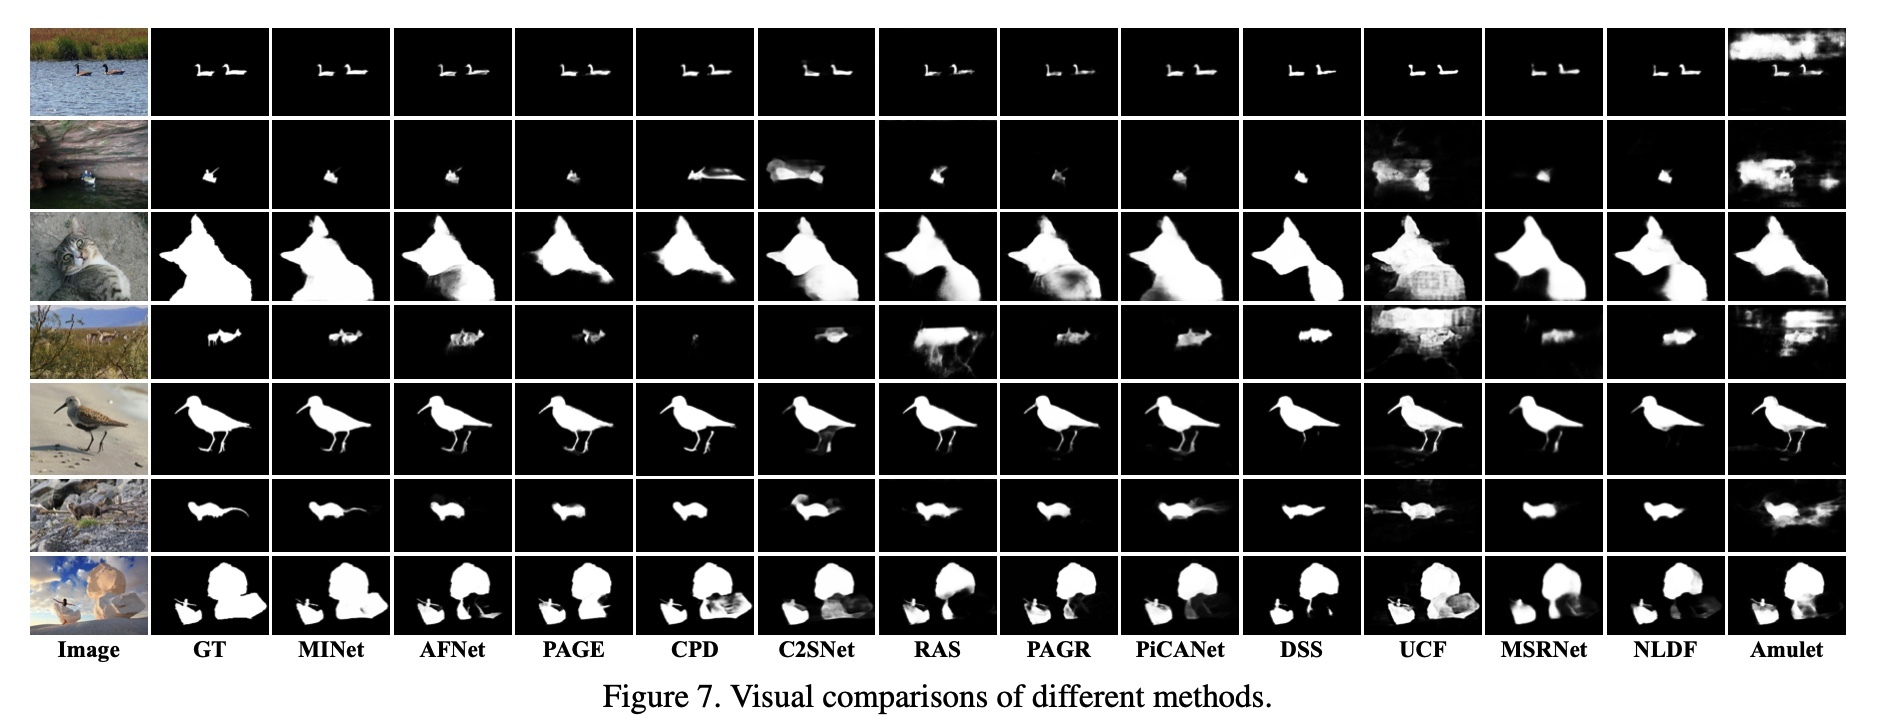 Image GT MINet AFNet PAGE CPD C2SNet RAS PAGR PiCANet DSS UCF MSRNet NLDF Amulet
Figure 7. Visual comparisons of different methods.